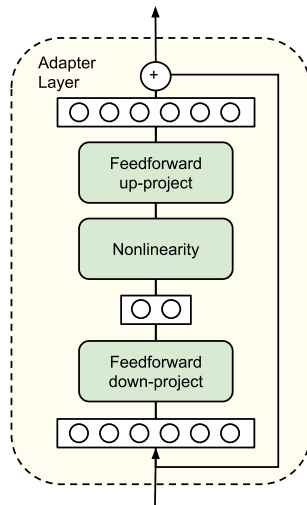 Adapter
Layer
+
Feedforward
up-project
Nonlinearity
Feedforward
down-project